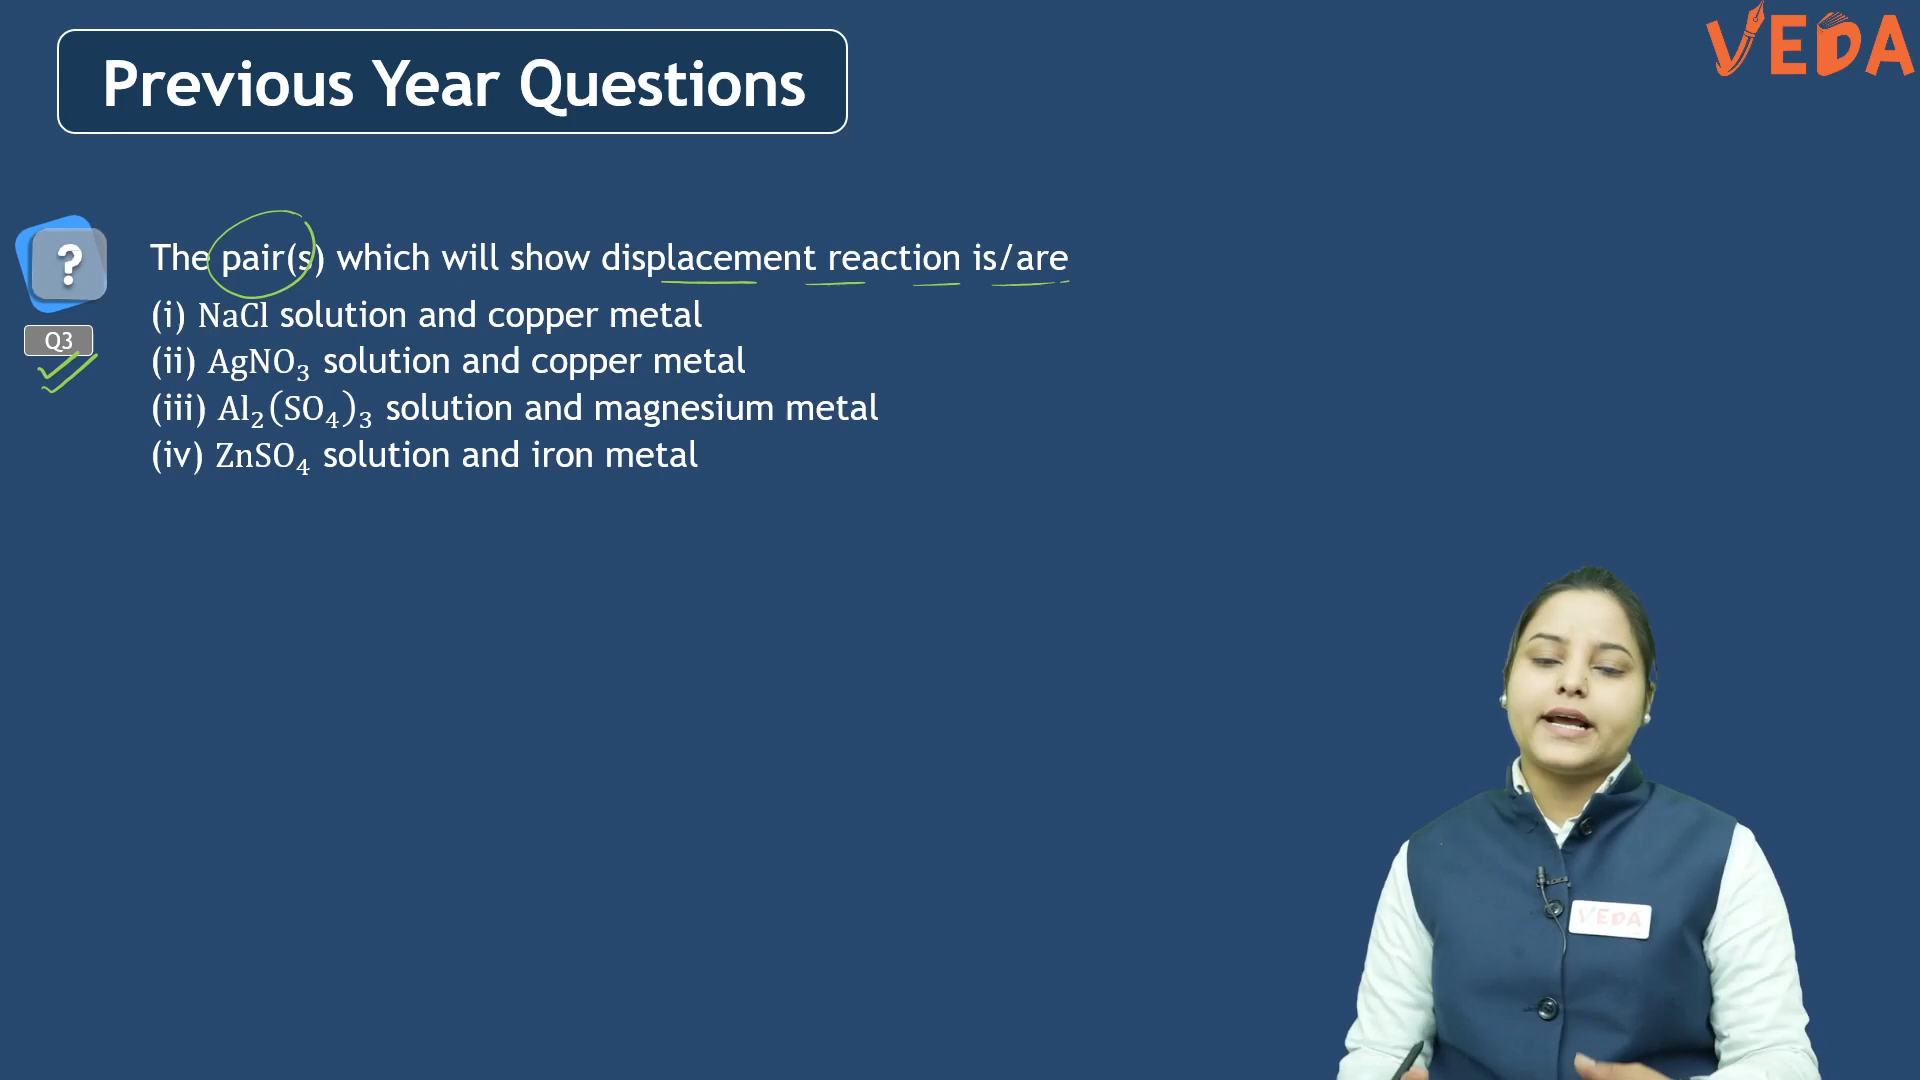 VEDA
Previous Year Questions
?
The pair(s) which will show displacement reaction is/are
Q3
(i) NaCl solution and copper metal
(ii) AgNO₃ solution and copper metal
(iii) Al₂(SO₄)₃ solution and magnesium metal
(iv) ZnSO₄ solution and iron metal
VEDA